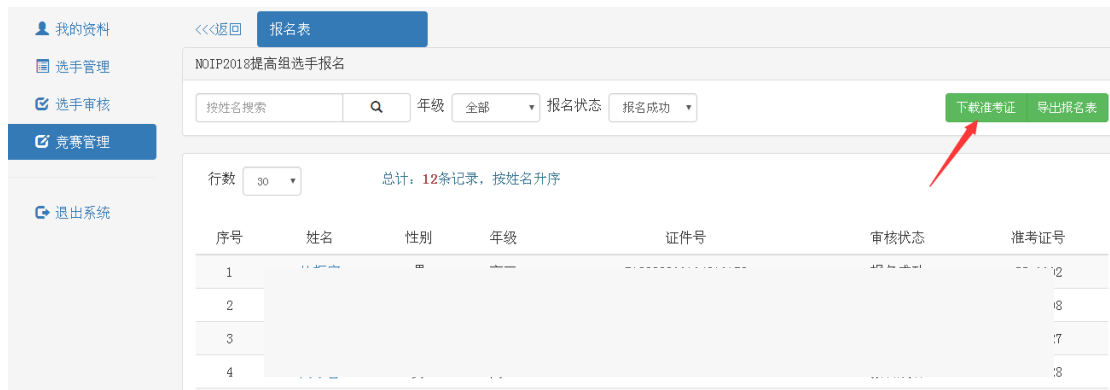 我的资料
选手管理
选手审核
竞赛管理
退出系统
<<<返回 报名表
NOIP2018提高组选手报名
按姓名搜索 年级 全部 报名状态 报名成功 下载准考证 导出报名表
行数 30 总计：12条记录，按姓名升序
序号 姓名 性别 年级 证件号 审核状态 准考证号
1 2
2 8
3 27
4 28